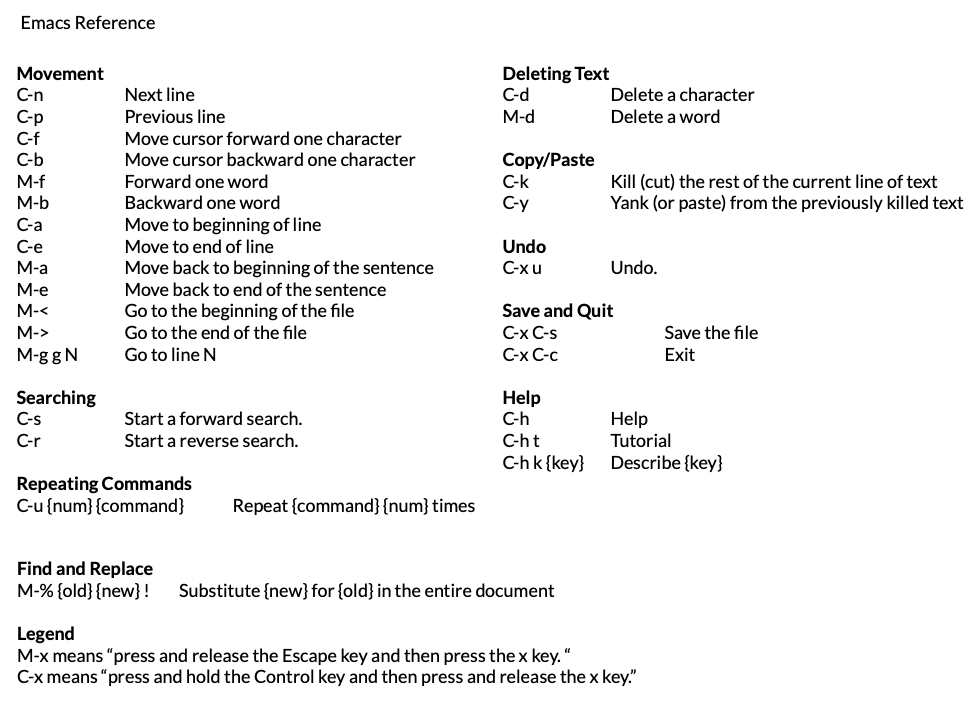 Emacs Reference
Movement
C-n Next line
C-p Previous line
C-f Move cursor forward one character
C-b Move cursor backward one character
M-f Forward one word
M-b Backward one word
C-a Move to beginning of line
C-e Move to end of line
M-a Move back to beginning of the sentence
M-e Move back to end of the sentence
M-< Go to the beginning of the file
M-> Go to the end of the file
M-g g N Go to line N
Searching
C-s Start a forward search.
C-r Start a reverse search.
Repeating Commands
C-u {num} {command} Repeat {command} {num} times
Deleting Text
C-d Delete a character
M-d Delete a word
Copy/Paste
C-k Kill (cut) the rest of the current line of text
C-y Yank (or paste) from the previously killed text
Undo
C-x u Undo.
Save and Quit
C-x C-s Save the file
C-x C-c Exit
Help
C-h Help
C-h t Tutorial
C-h k {key} Describe {key}
Find and Replace
M-% {old} {new} ! Substitute {new} for {old} in the entire document
Legend
M-x means “press and release the Escape key and then press the x key. “
C-x means “press and hold the Control key and then press and release the x key.”